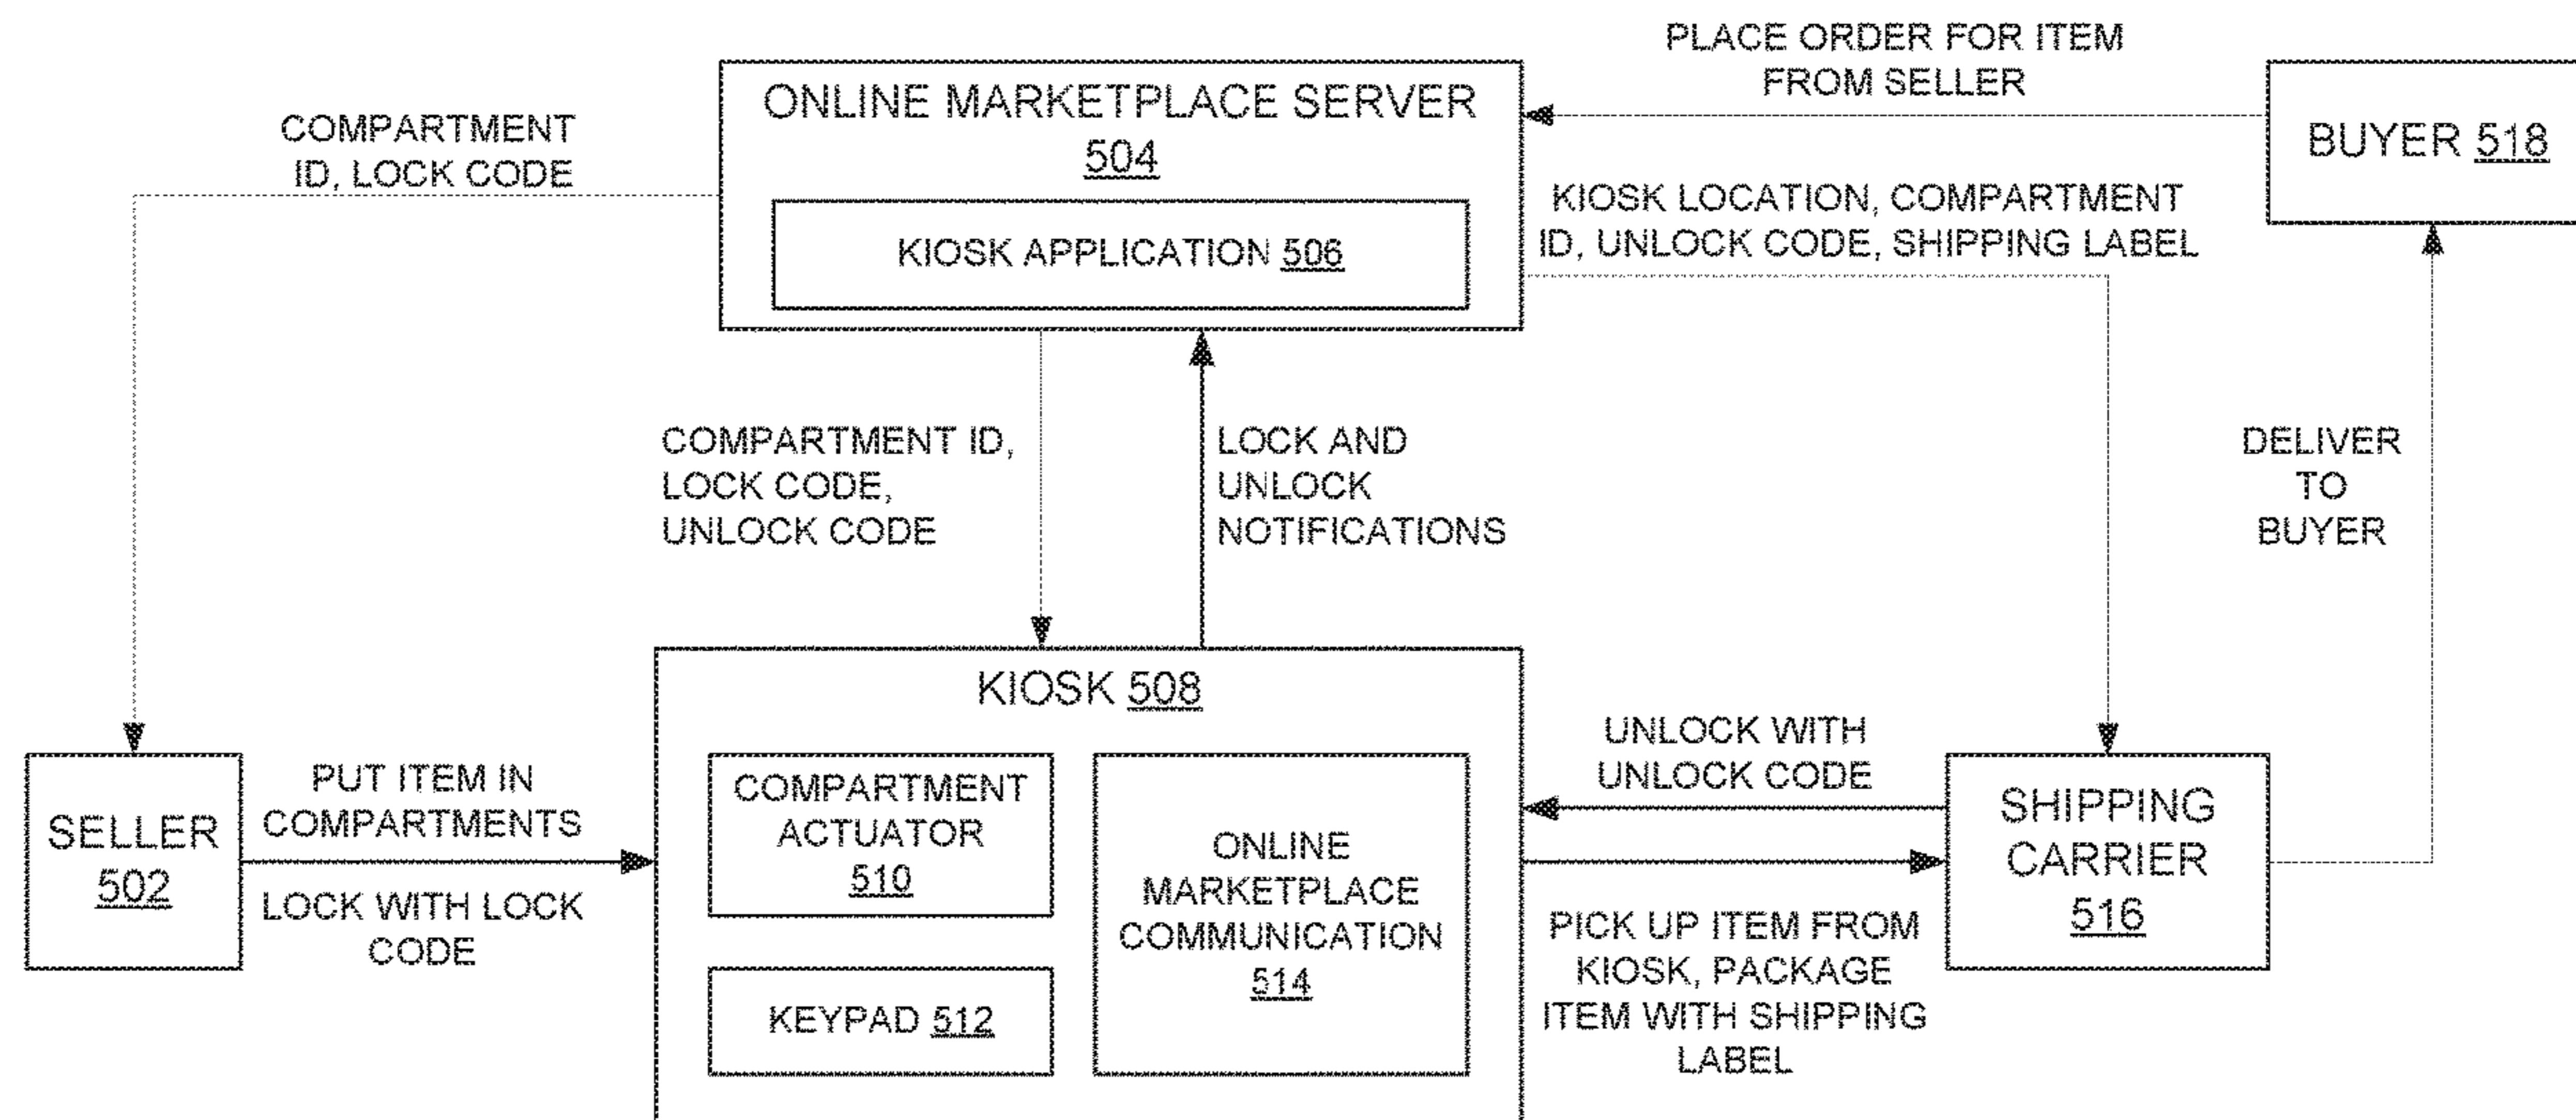 PLACE ORDER FOR ITEM
FROM SELLER
ONLINE MARKETPLACE SERVER
504
KIOSK APPLICATION 506
BUYER 518
COMPARTMENT
ID, LOCK CODE
KIOSK LOCATION, COMPARTMENT
ID, UNLOCK CODE, SHIPPING LABEL
COMPARTMENT ID,
LOCK CODE,
UNLOCK CODE
LOCK AND
UNLOCK
NOTIFICATIONS
DELIVER
TO
BUYER
SELLER
502
PUT ITEM IN
COMPARTMENTS
LOCK WITH LOCK
CODE
KIOSK 508
COMPARTMENT
ACTUATOR
510
KEYPAD 512
ONLINE
MARKETPLACE
COMMUNICATION
514
UNLOCK WITH
UNLOCK CODE
PICK UP ITEM FROM
KIOSK, PACKAGE
ITEM WITH SHIPPING
LABEL
SHIPPING
CARRIER
516